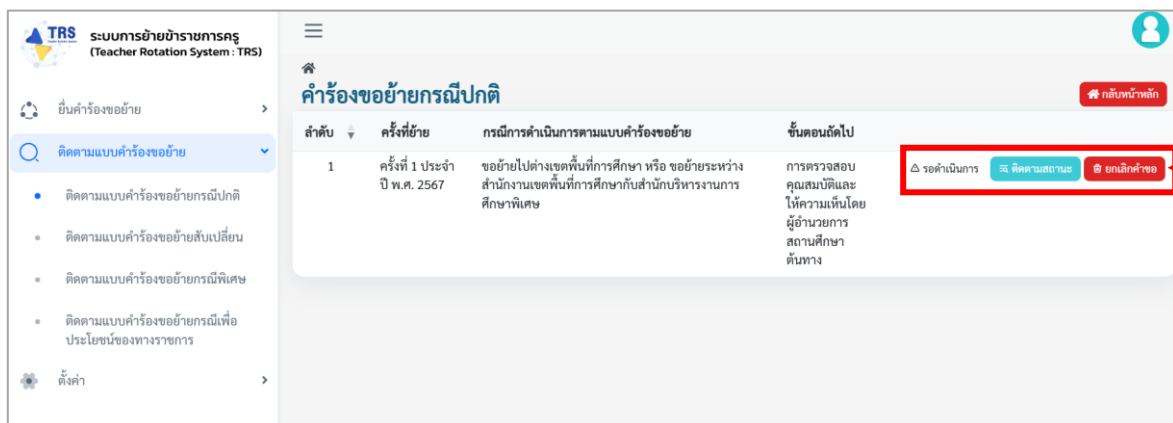 TRS
ระบบการย้ายข้าราชการครู
(Teacher Rotation System : TRS)
ยื่นคำร้องขอย้าย
ติดตามแบบคำร้องขอย้าย
ติดตามแบบคำร้องขอย้ายกรณีปกติ
ติดตามแบบคำร้องขอย้ายสับเปลี่ยน
ติดตามแบบคำร้องขอย้ายกรณีพิเศษ
ติดตามแบบคำร้องขอย้ายกรณีเพื่อ
ประโยชน์ของทางราชการ
ตั้งค่า
คำร้องขอย้ายกรณีปกติ
กลับหน้าหลัก
ลำดับ ครั้งที่ย้าย กรณีการดำเนินการตามแบบคำร้องขอย้าย ขั้นตอนถัดไป
1
ครั้งที่ 1 ประจำ
ปี พ.ศ. 2567
ขอย้ายไปต่างเขตพื้นที่การศึกษา หรือ ขอย้ายระหว่าง
สำนักงานเขตพื้นที่การศึกษากับสำนักบริหารงานการ
ศึกษาพิเศษ
การตรวจสอบ
คุณสมบัติและ
ให้ความเห็นโดย
ผู้อำนวยการ
สถานศึกษา
ต้นทาง
รอดำเนินการ ติดตามสถานะ ยกเลิกคำขอ